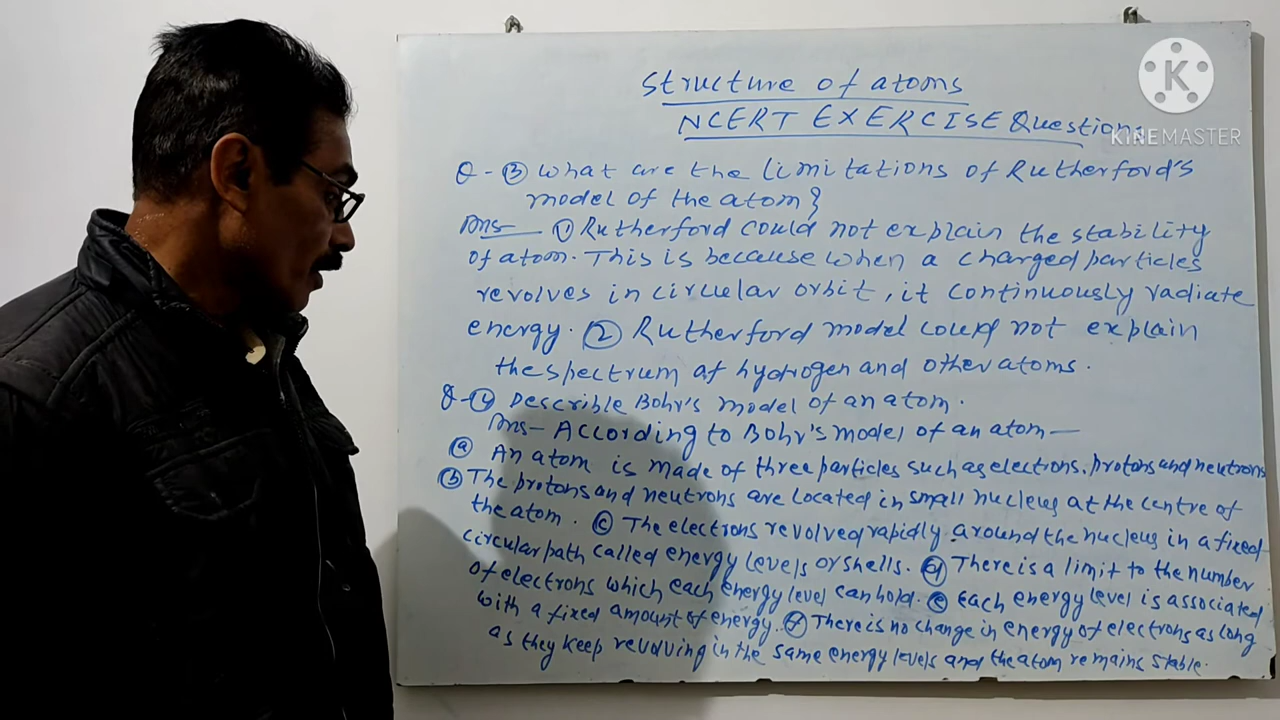 Structure of atoms
NCERT EXERCISE Questions
K
KINEMASTER
Q-③ What are the limitations of Rutherford's
model of the atom?
Ans— ① Rutherford could not explain the stability
of atom. This is because when a charged particles
revolves in circular orbit, it continuously radiate
energy. ② Rutherford model could not explain
the spectrum of hydrogen and other atoms.
Q-④ Describle Bohr's model of an atom.
Ans— According to Bohr's model of an atom—
ⓐ An atom is made of three particles such as electrons, protons and neutrons
ⓑ The protons and neutrons are located in small nucleus at the centre of
the atom. ⓒ The electrons revolved rapidly around the nucleus in a fixed
circular path called energy levels or shells. ⓓ There is a limit to the number
of electrons which each energy level can hold. ⓔ Each energy level is associated
with a fixed amount of energy. ⓕ There is no change in energy of electrons as long
as they keep revolving in the same energy levels and the atom remains stable.